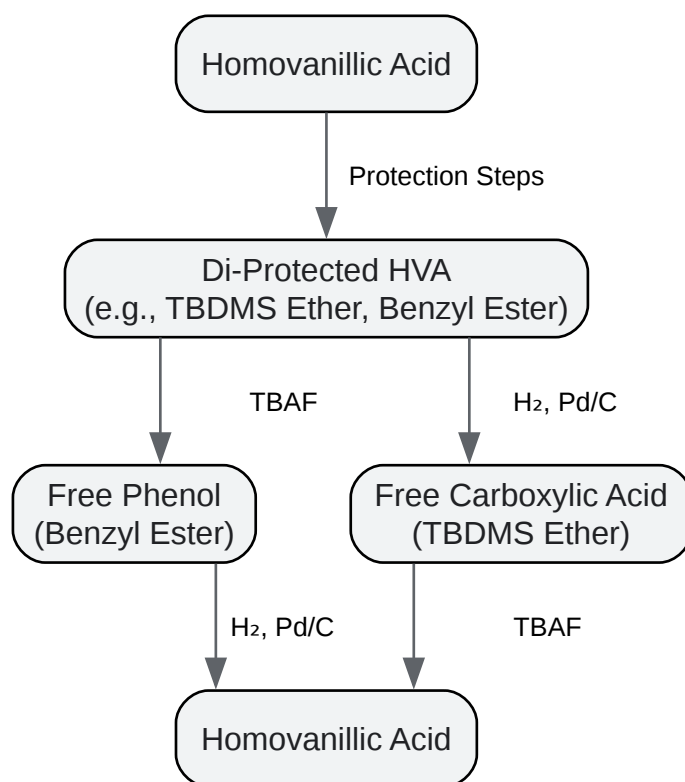 Homovanillic Acid
Protection Steps
Di-Protected HVA
(e.g., TBDMS Ether, Benzyl Ester)
TBAF
H₂, Pd/C
Free Phenol
(Benzyl Ester)
Free Carboxylic Acid
(TBDMS Ether)
H₂, Pd/C
TBAF
Homovanillic Acid